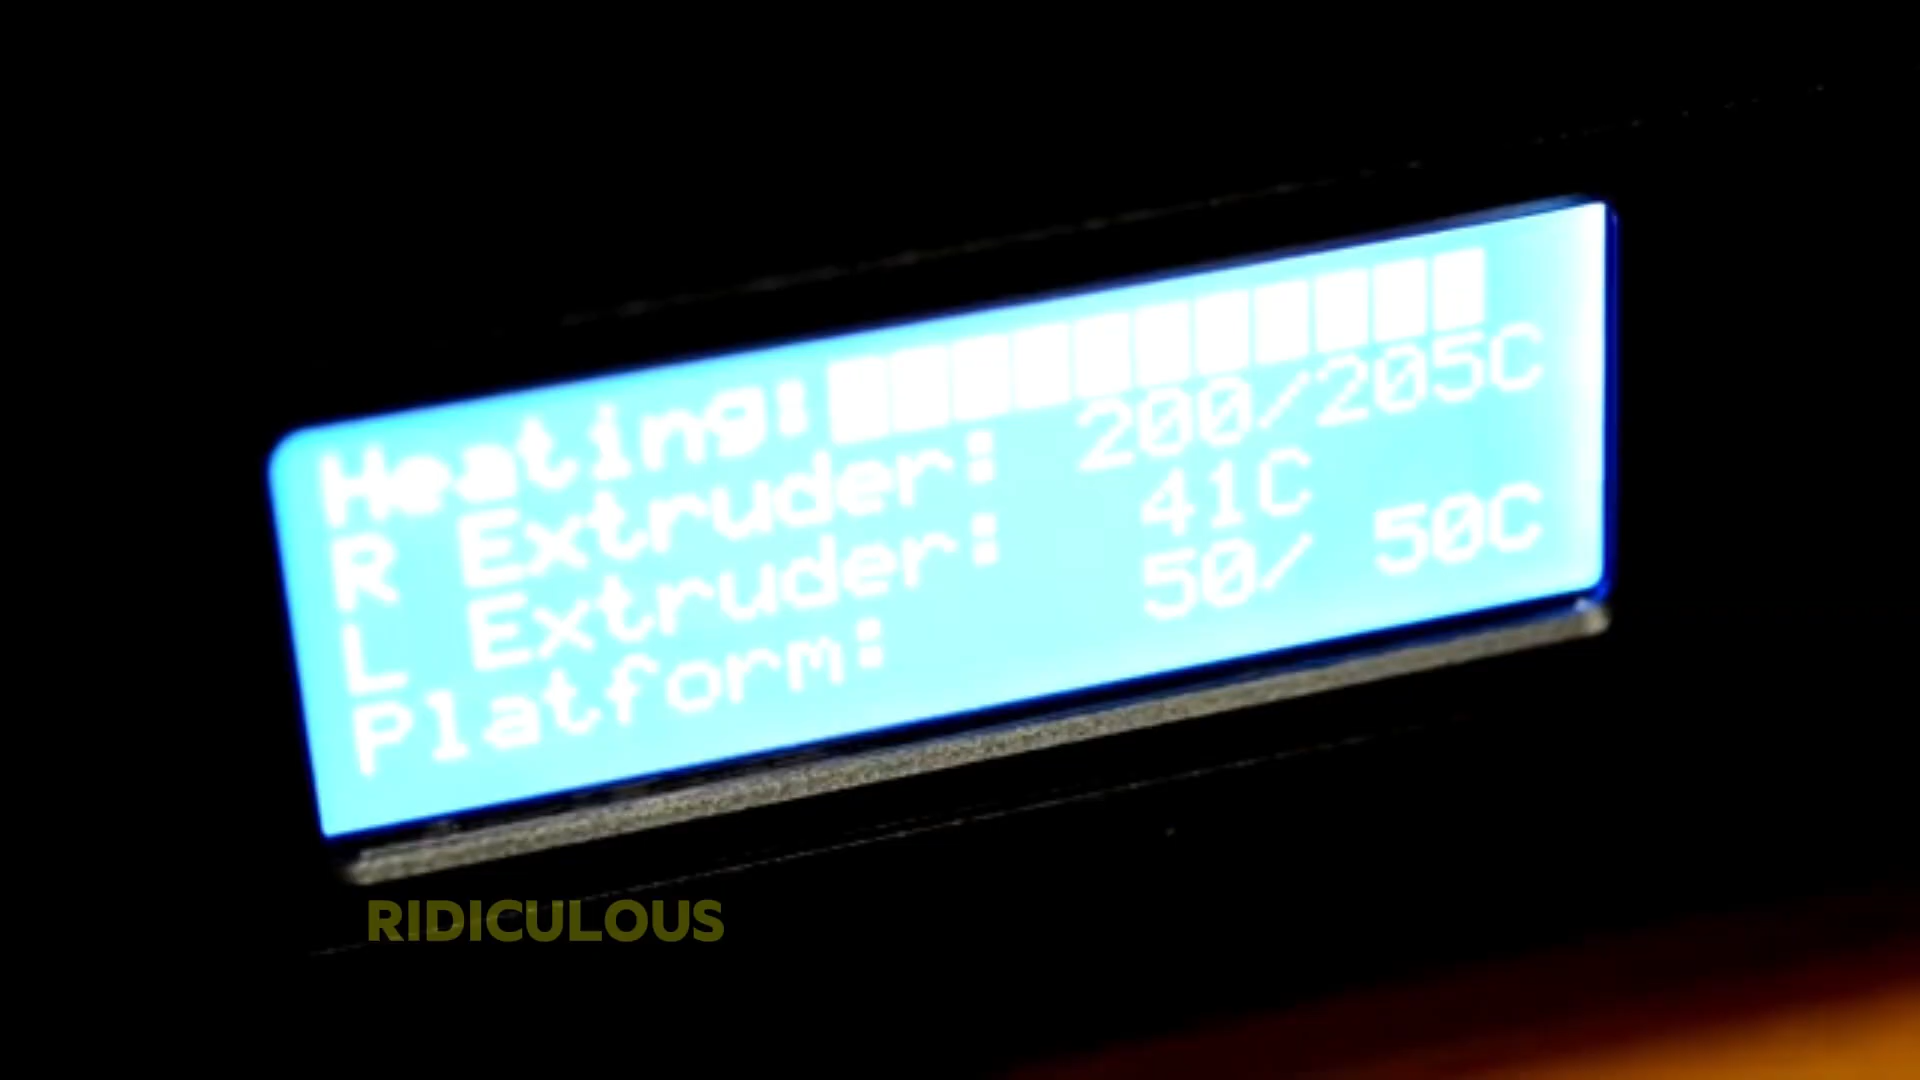 Heating:
R Extruder: 200/205C
L Extruder: 41C
Platform: 50/ 50C
RIDICULOUS